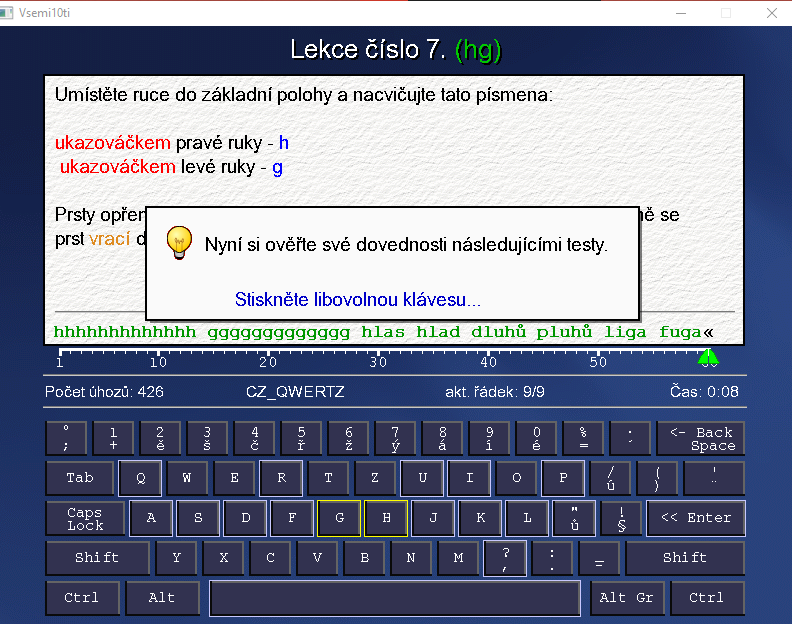 Vsemi10ti
Lekce číslo 7. (hg)
Umístěte ruce do základní polohy a nacvičujte tato písmena:
ukazováčkem pravé ruky - h
ukazováčkem levé ruky - g
Prsty opřen ně se
prst vrací d
Nyní si ověřte své dovednosti následujícími testy.
Stiskněte libovolnou klávesu...
hhhhhhhhhhhhh ggggggggggggg hlas hlad dluhů pluhů liga fuga«
1 10 20 30 40 50 60
Počet úhozů: 426 CZ_QWERTZ akt. řádek: 9/9 Čas: 0:08
° 1 2 3 4 5 6 7 8 9 0 % ˇ <- Back
; + ě š č ř ž ý á í é = ´ Space
Tab Q W E R T Z U I O P / ( '
ú ) ¨
Caps A S D F G H J K L " ! << Enter
Lock ů §
Shift Y X C V B N M ? : _ Shift
, . –
Ctrl Alt Alt Gr Ctrl